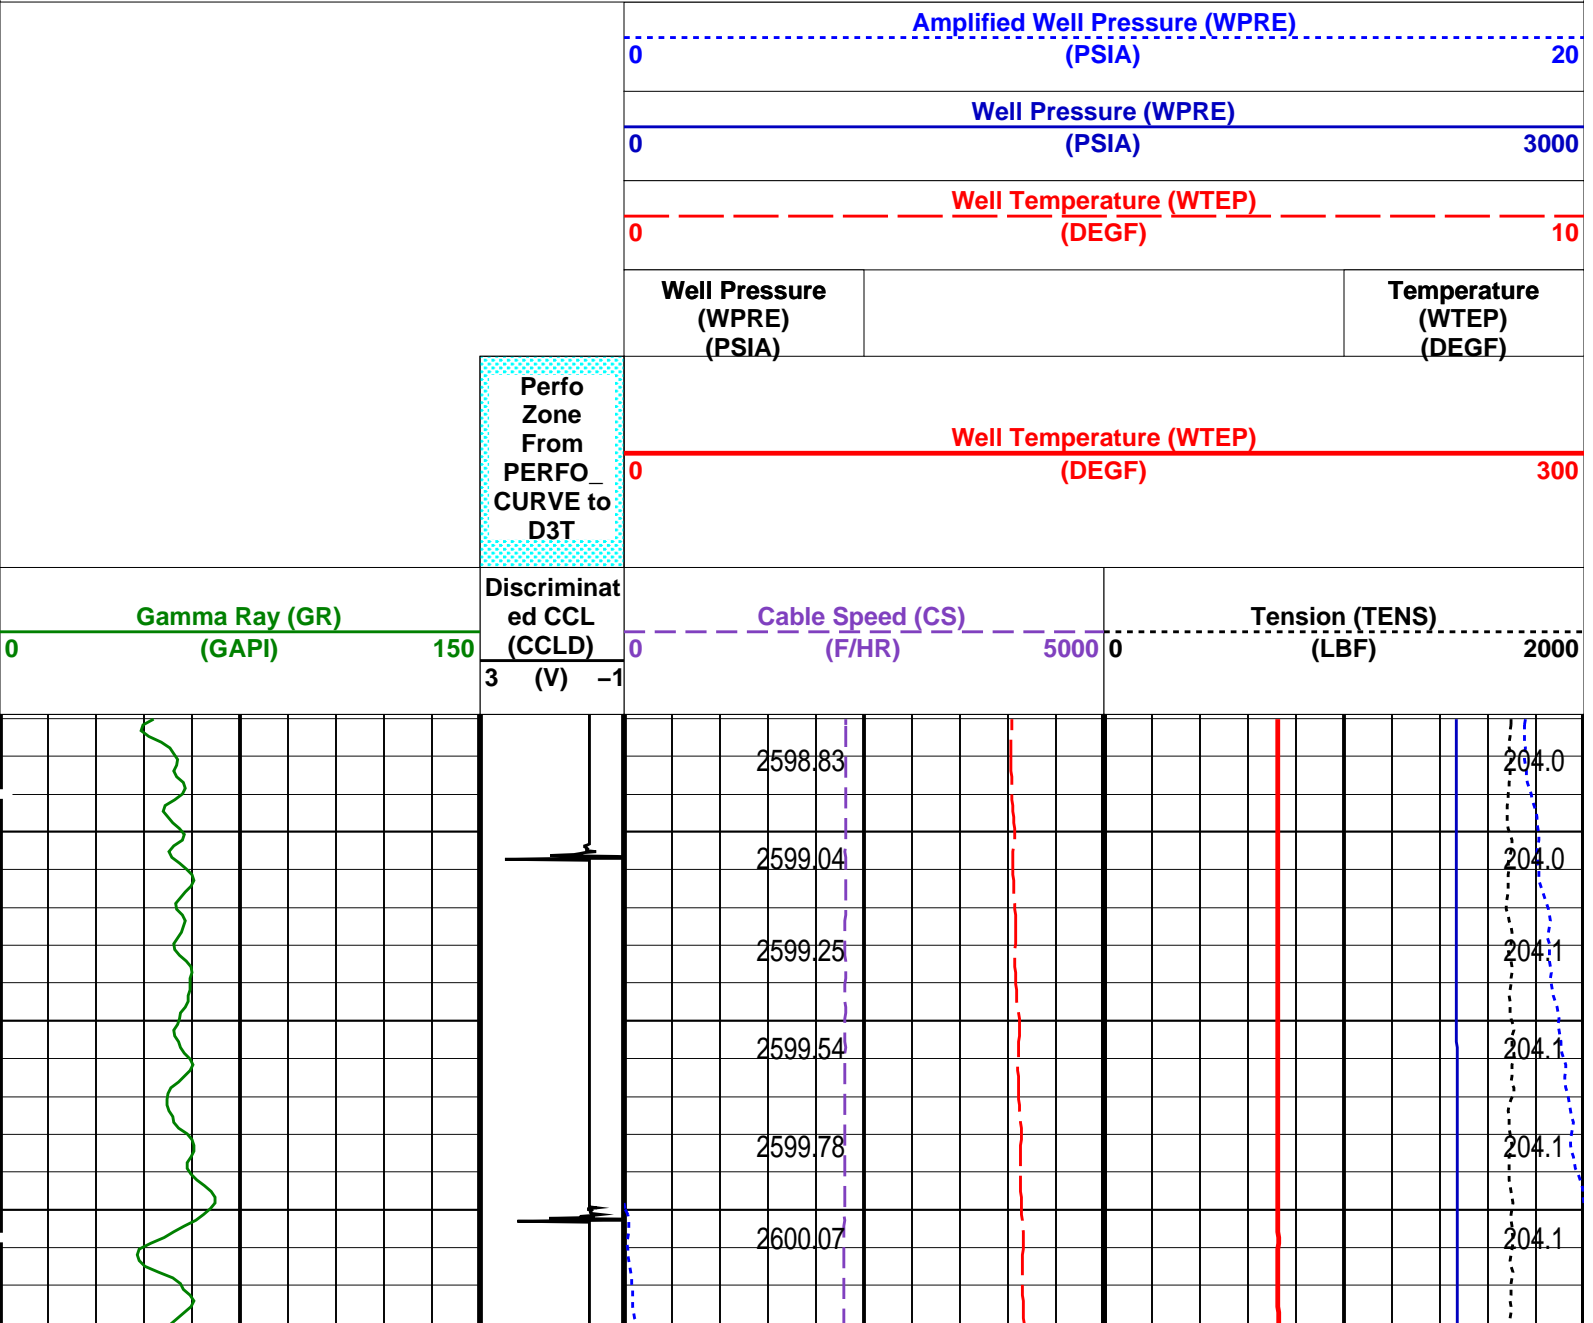 Amplified Well Pressure (WPRE)
0 (PSIA) 20
Well Pressure (WPRE)
0 (PSIA) 3000
Well Temperature (WTEP)
0 (DEGF) 10
Well Pressure
(WPRE)
(PSIA)
Temperature
(WTEP)
(DEGF)
Perfo
Zone
From
PERFO_
CURVE to
D3T
Well Temperature (WTEP)
0 (DEGF) 300
Gamma Ray (GR)
0 (GAPI) 150
Discriminat
ed CCL
(CCLD)
3 (V) −1
Cable Speed (CS)
0 (F/HR) 5000
Tension (TENS)
0 (LBF) 2000
2598.83 204.0
2599.04 204.0
2599.25 204.1
2599.54 204.1
2599.78 204.1
2600.07 204.1